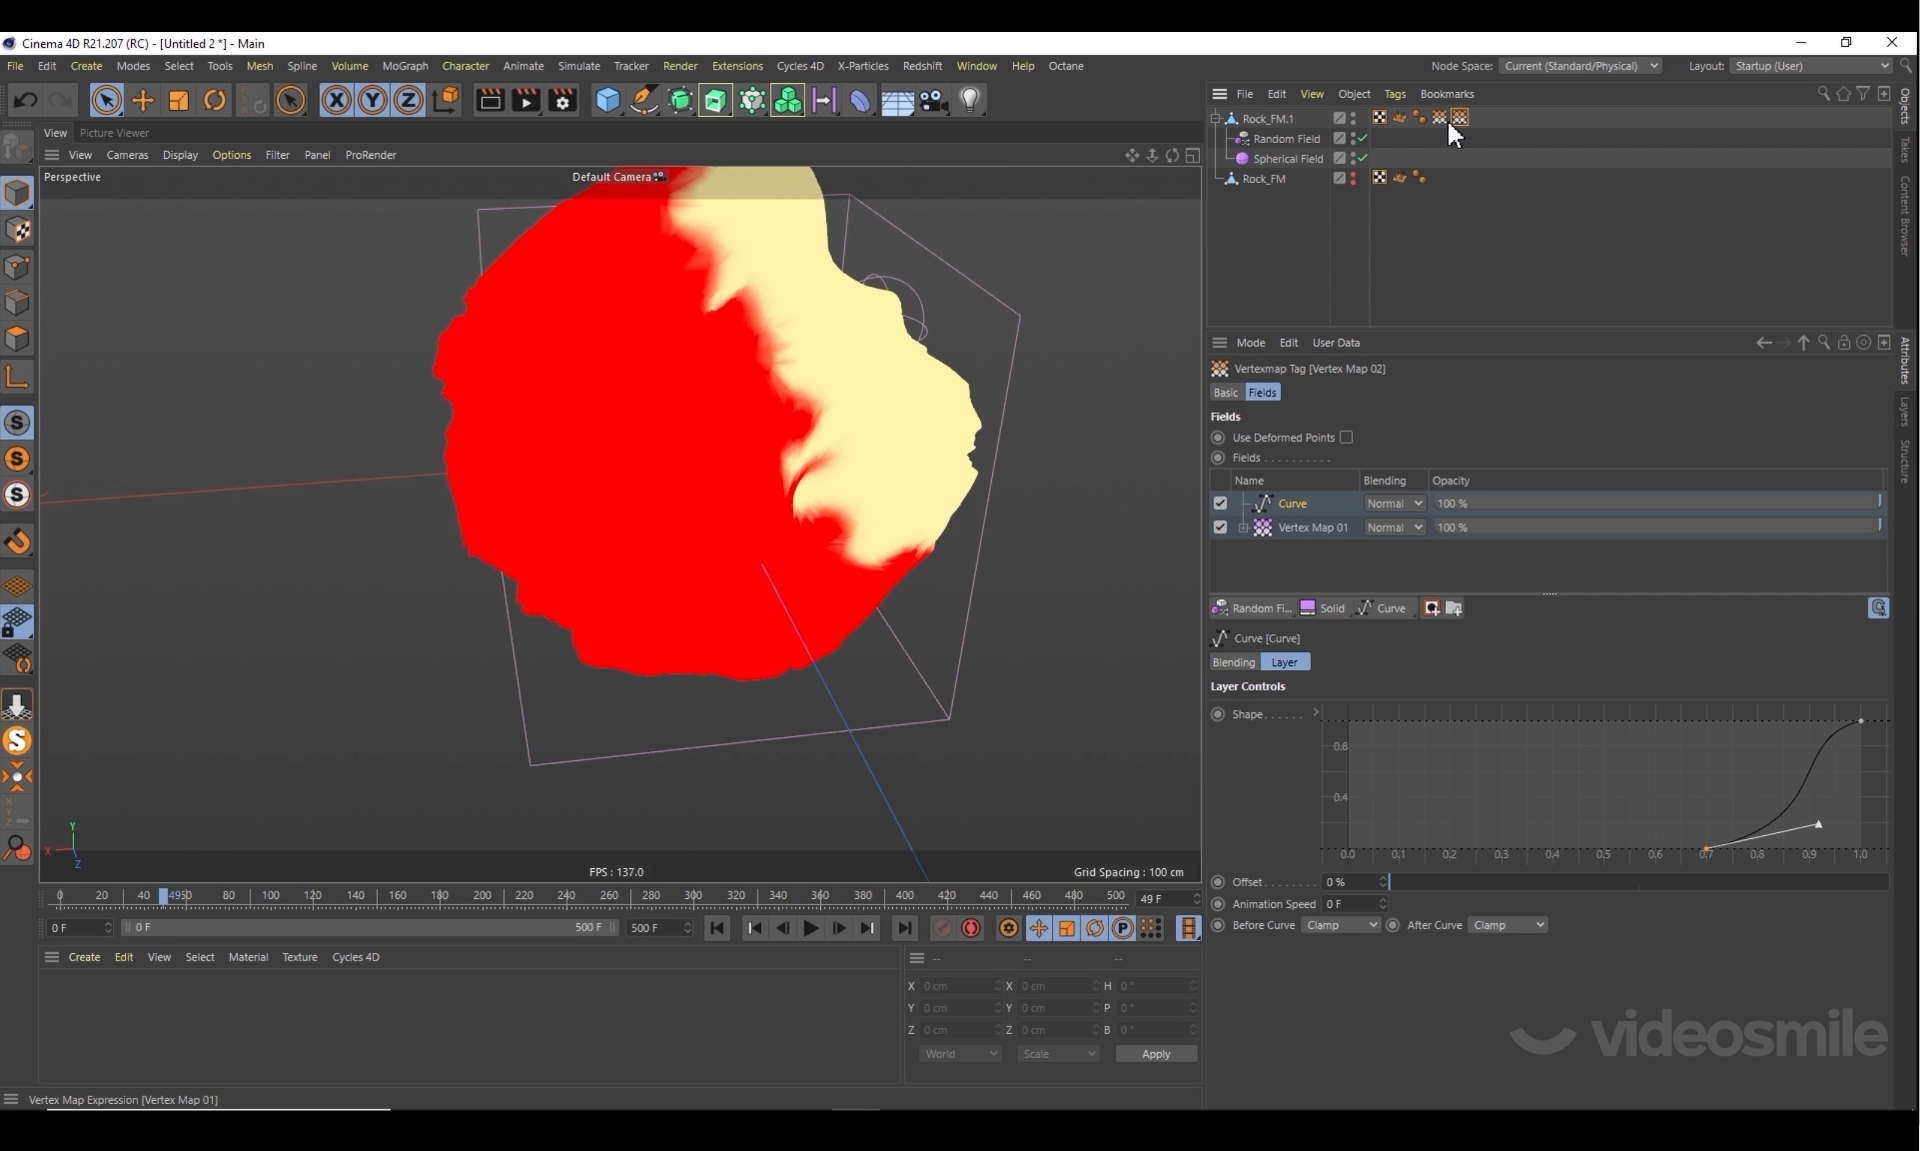 Cinema 4D R21.207 (RC) - [Untitled 2 *] - Main
File Edit Create Modes Select Tools Mesh Spline Volume MoGraph Character Animate Simulate Tracker Render Extensions Cycles 4D X-Particles Redshift Window Help Octane
Node Space: Current (Standard/Physical) Layout: Startup (User)
View Picture Viewer
View Cameras Display Options Filter Panel ProRender
Perspective
Default Camera
File Edit View Object Tags Bookmarks
Rock_FM.1
Random Field
Spherical Field
Rock_FM
Objects
Takes
Content Browser
Attributes
Layers
Structure
Mode Edit User Data
Vertexmap Tag [Vertex Map 02]
Basic Fields
Fields
Use Deformed Points
Fields . . . . . . . . . .
Name Blending Opacity
Curve Normal 100 %
Vertex Map 01 Normal 100 %
Random Fi... Solid Curve
Curve [Curve]
Blending Layer
Layer Controls
Shape . . . . . .
0.8
0.4
0.0 0.1 0.2 0.3 0.4 0.5 0.6 0.7 0.8 0.9 1.0
Offset . . . . . . 0 %
Animation Speed 0 F
Before Curve Clamp After Curve Clamp
Y
X
Z
FPS : 137.0
Grid Spacing : 100 cm
0 20 40 4950 80 100 120 140 160 180 200 220 240 260 280 300 320 340 360 380 400 420 440 460 480 500 49 F
0 F 0 F 500 F 500 F
Create Edit View Select Material Texture Cycles 4D
-- -- --
X 0 cm X 0 cm H 0 °
Y 0 cm Y 0 cm P 0 °
Z 0 cm Z 0 cm B 0 °
World Scale Apply
videosmile
Vertex Map Expression [Vertex Map 01]